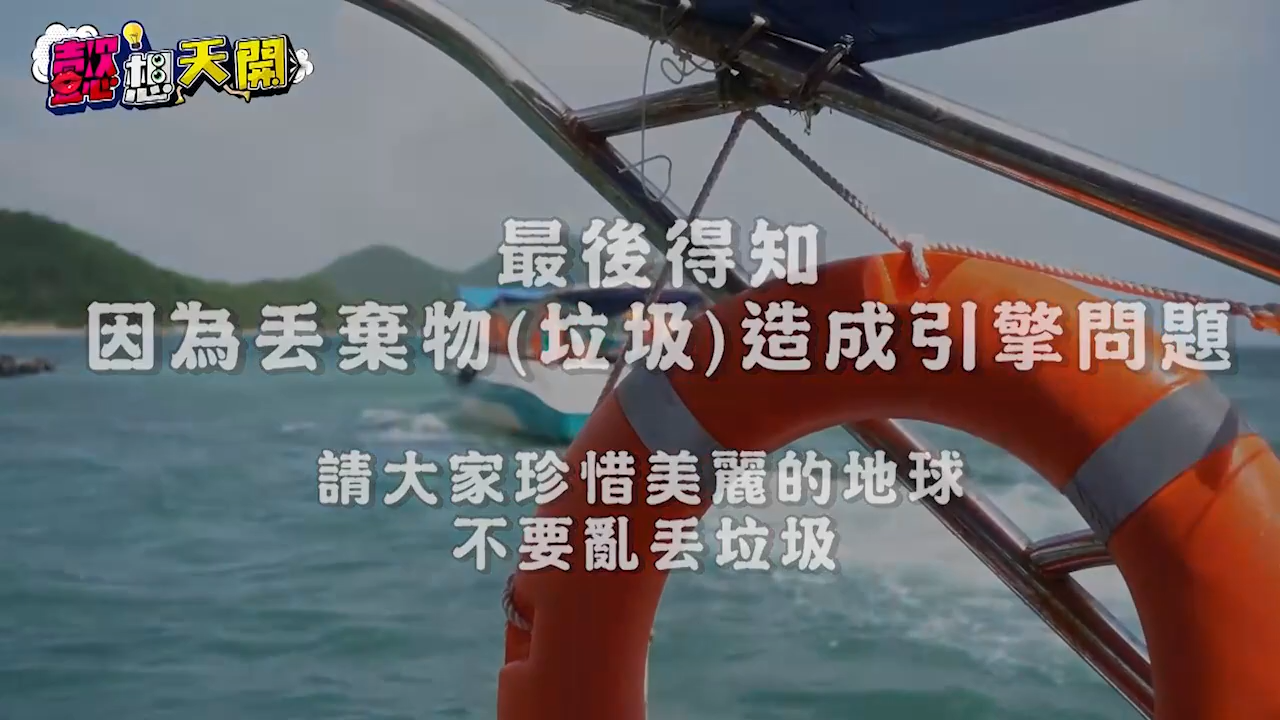 懿想天開
最後得知
因為丟棄物(垃圾)造成引擎問題
請大家珍惜美麗的地球
不要亂丟垃圾